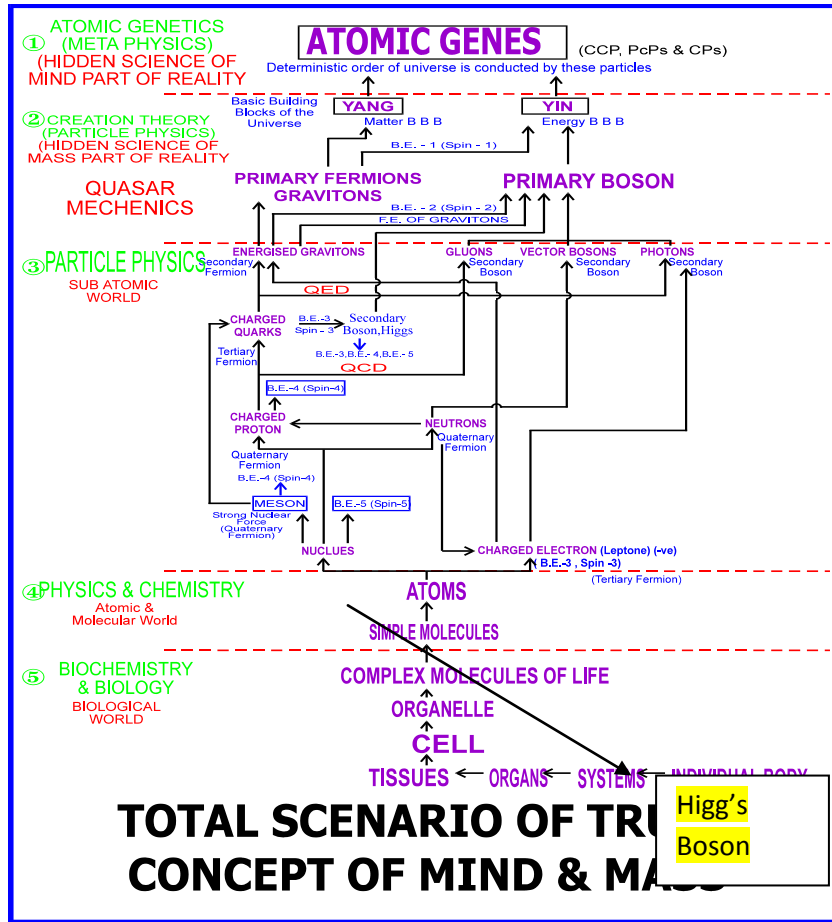 ① ATOMIC GENETICS
(META PHYSICS)
(HIDDEN SCIENCE OF
MIND PART OF REALITY
ATOMIC GENES (CCP, PcPs & CPs)
Deterministic order of universe is conducted by these particles
Basic Building
Blocks of the
Universe
YANG
Matter B B B
YIN
Energy B B B
② CREATION THEORY
(PARTICLE PHYSICS)
(HIDDEN SCIENCE OF
MASS PART OF REALITY
QUASAR
MECHENICS
B.E. - 1 (Spin - 1)
PRIMARY FERMIONS
GRAVITONS
PRIMARY BOSON
B.E. - 2 (Spin - 2)
F.E. OF GRAVITONS
③ PARTICLE PHYSICS
SUB ATOMIC
WORLD
ENERGISED GRAVITONS
Secondary
Fermion
GLUONS
Secondary
Boson
VECTOR BOSONS
Secondary
Boson
PHOTONS
Secondary
Boson
QED
CHARGED
QUARKS
Tertiary
Fermion
B.E.-3
Spin - 3
Secondary
Boson,Higgs
B.E.-3,B.E.- 4,B.E.- 5
QCD
B.E.-4 (Spin-4)
CHARGED
PROTON
Quaternary
Fermion
NEUTRONS
Quaternary
Fermion
B.E.-4 (Spin-4)
MESON
Strong Nuclear
Force
(Quaternary
Fermion)
B.E.-5 (Spin-5)
NUCLUES
CHARGED ELECTRON (Leptone) (-ve)
( B.E.-3 , Spin -3)
(Tertiary Fermion)
④ PHYSICS & CHEMISTRY
Atomic &
Molecular World
ATOMS
SIMPLE MOLECULES
⑤ BIOCHEMISTRY
& BIOLOGY
BIOLOGICAL
WORLD
COMPLEX MOLECULES OF LIFE
ORGANELLE
CELL
TISSUES ORGANS SYSTEMS INDIVIDUAL BODY
Higg's
Boson
TOTAL SCENARIO OF
CONCEPT OF MIND & MASS